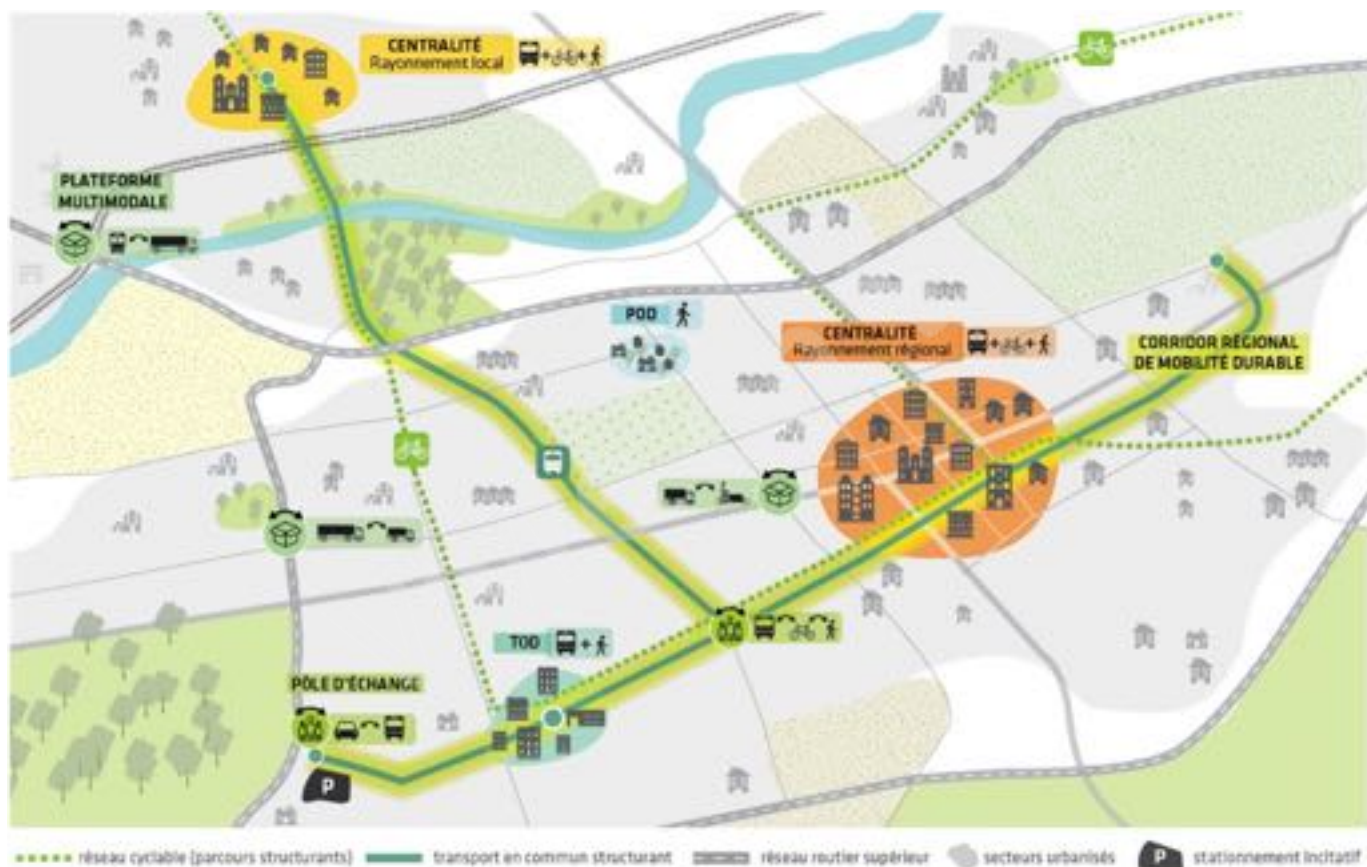 CENTRALITÉ
Rayonnement local
PLATEFORME
MULTIMODALE
POD
CENTRALITÉ
Rayonnement régional
CORRIDOR RÉGIONAL
DE MOBILITÉ DURABLE
TOD
PÔLE D'ÉCHANGE
P
réseau cyclable (parcours structurants)
transport en commun structurant
réseau routier supérieur
secteurs urbanisés
P
stationnement incitatif